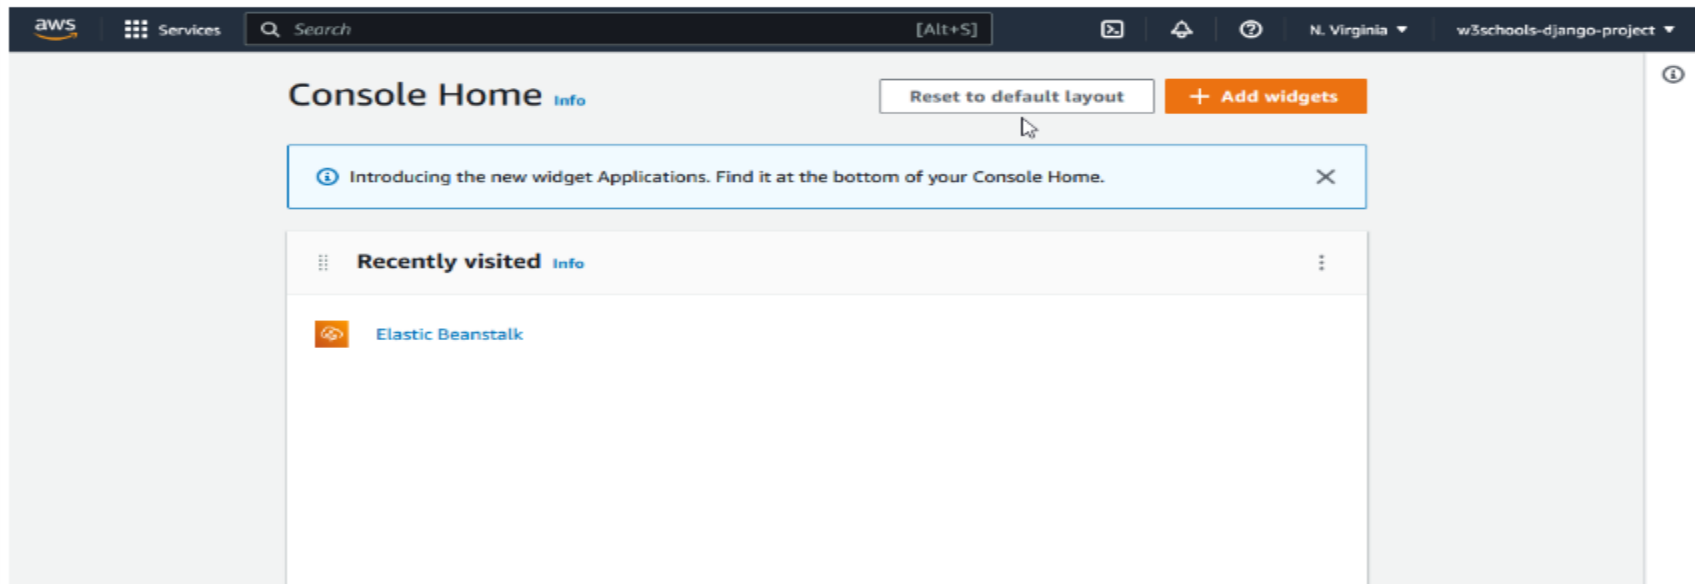 aws Services Search [Alt+S] N. Virginia w3schools-django-project
Console Home Info Reset to default layout + Add widgets
Introducing the new widget Applications. Find it at the bottom of your Console Home.
Recently visited Info
Elastic Beanstalk